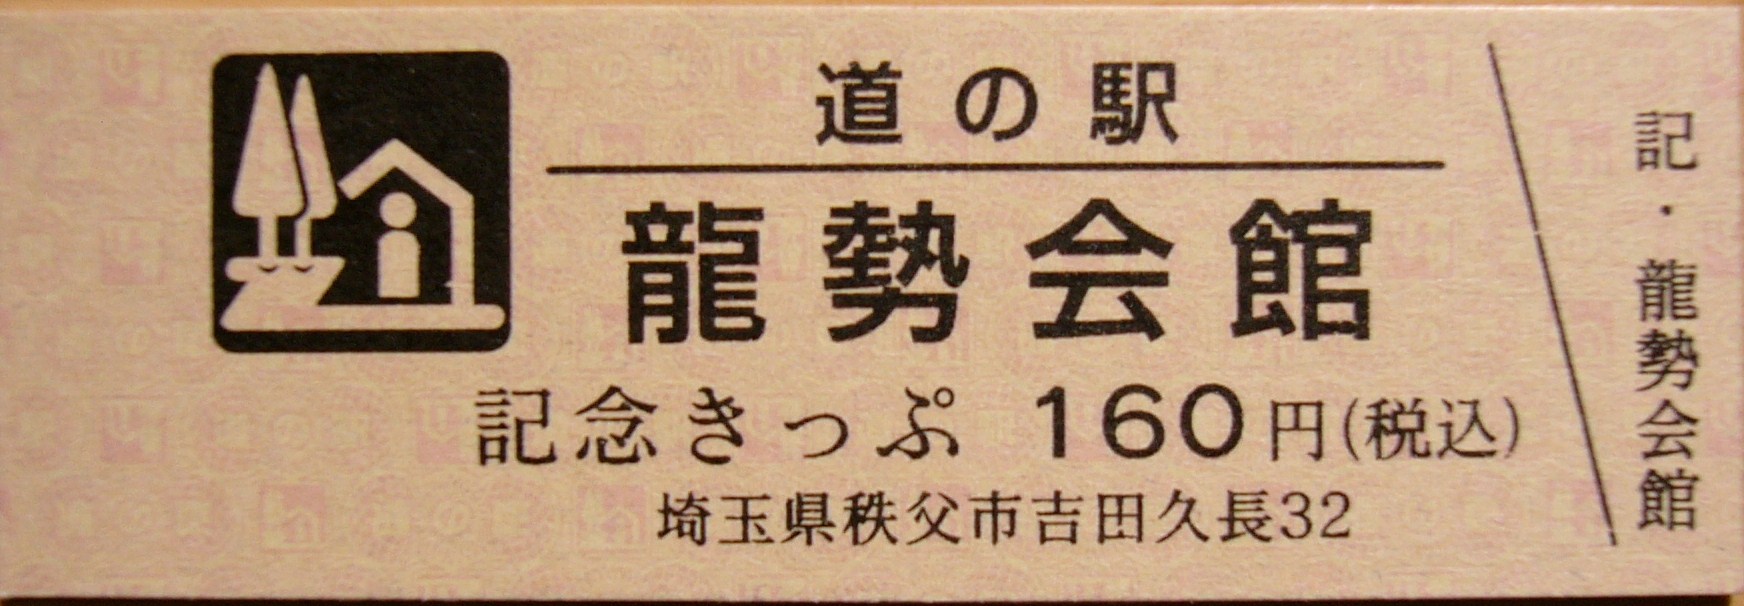 道の駅
龍勢会館
記念きっぷ 160円(税込)
埼玉県秩父市吉田久長32
記・龍勢会館